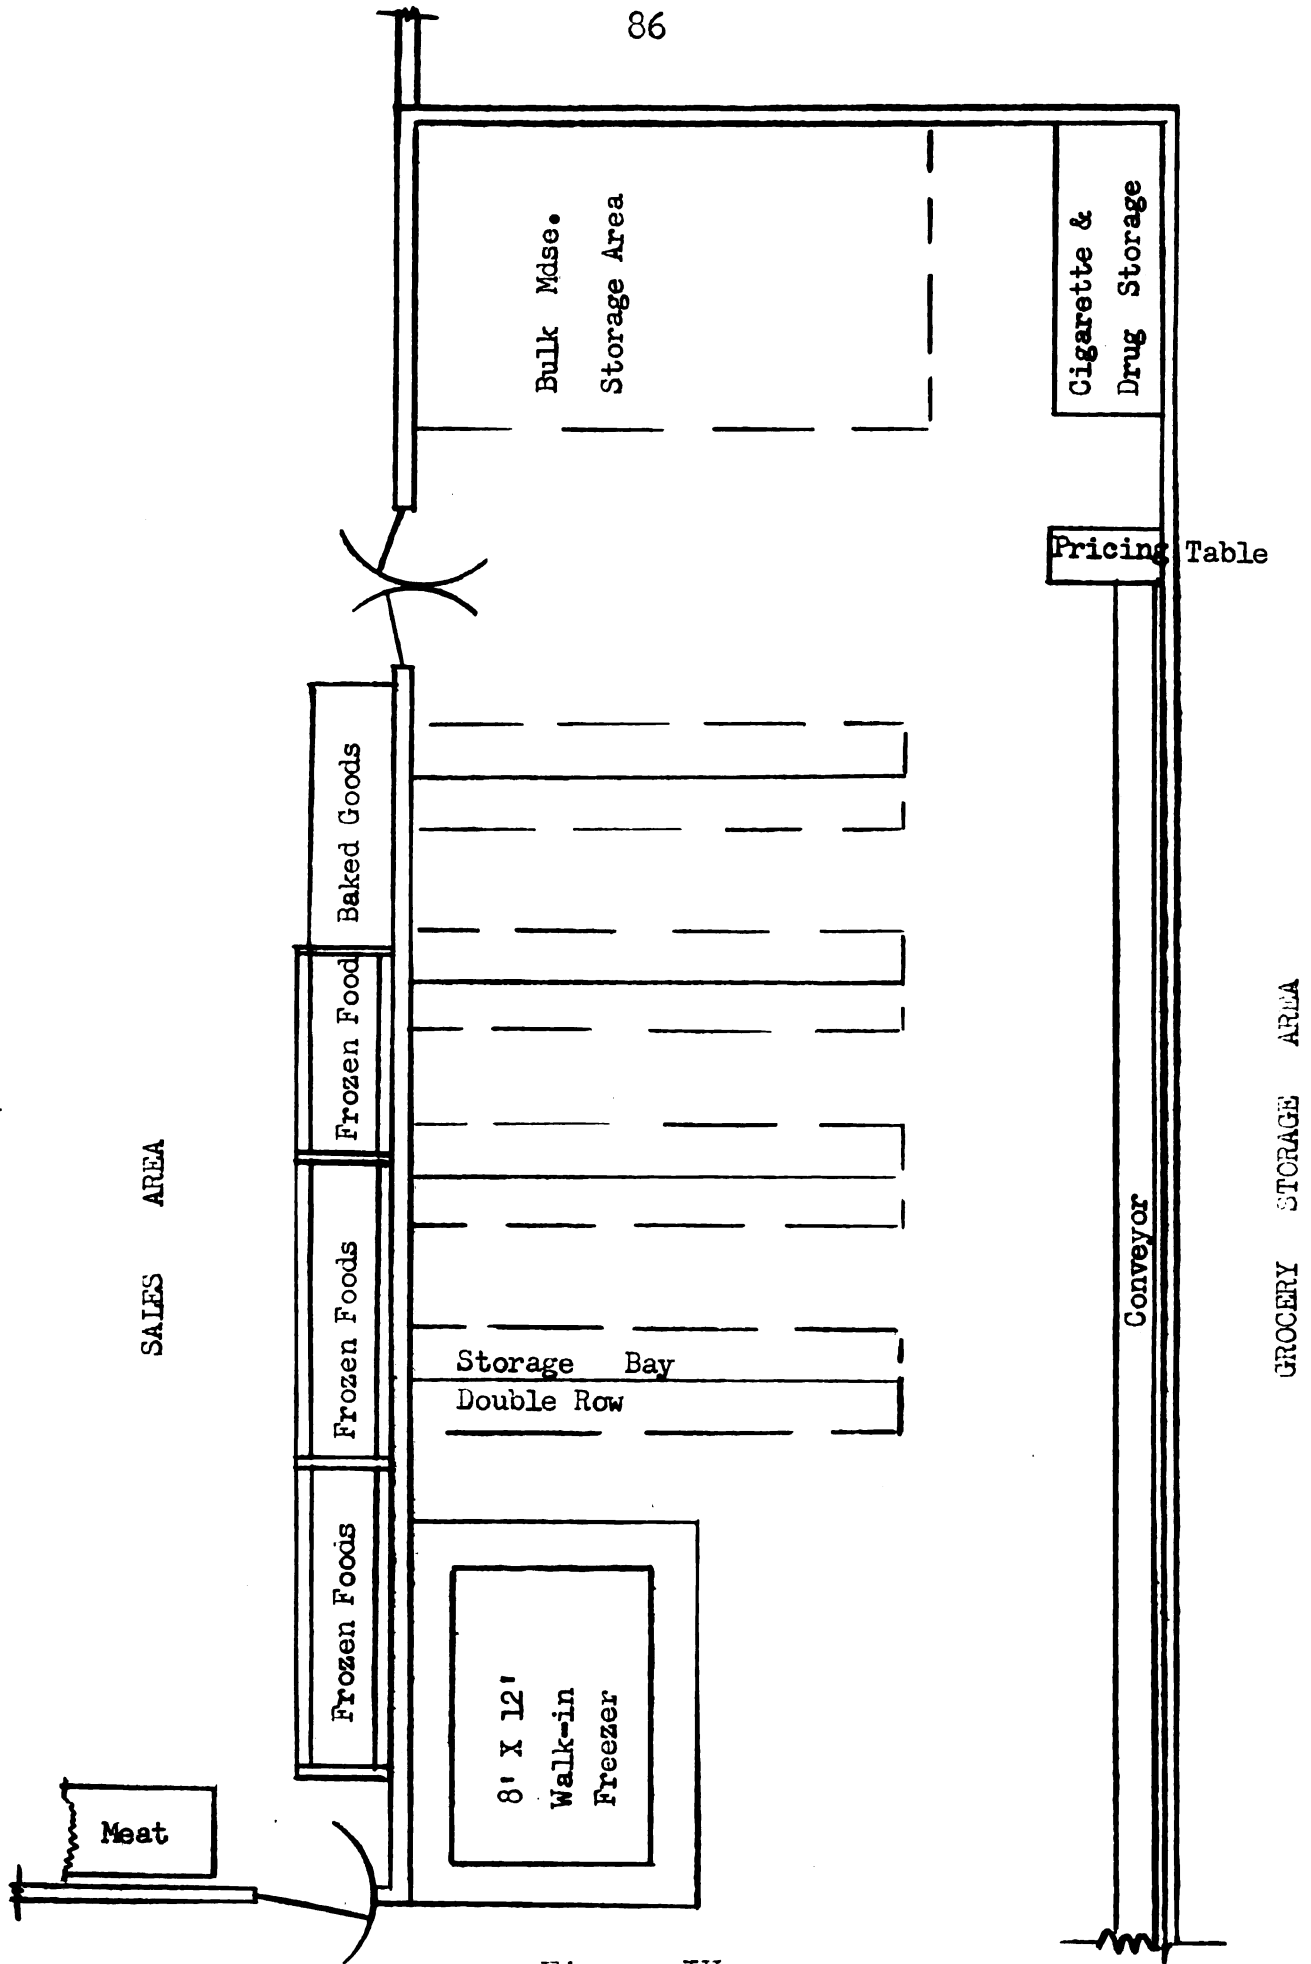 86
Bulk Mdse.
Storage Area
Cigarette &
Drug Storage
Pricing Table
Baked Goods
Frozen Food
Frozen Foods
Frozen Foods
Storage Bay
Double Row
8' X 12'
Walk-in
Freezer
Meat
Conveyor
SALES AREA
GROCERY STORAGE AREA